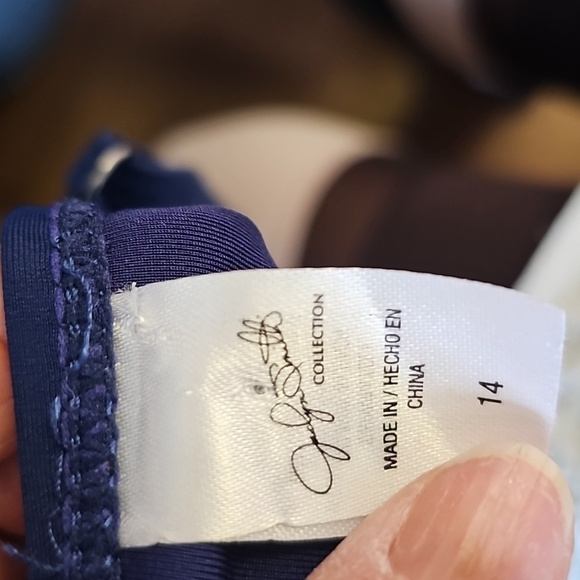 Jaclyn Smith
COLLECTION
MADE IN / HECHO EN
CHINA
14